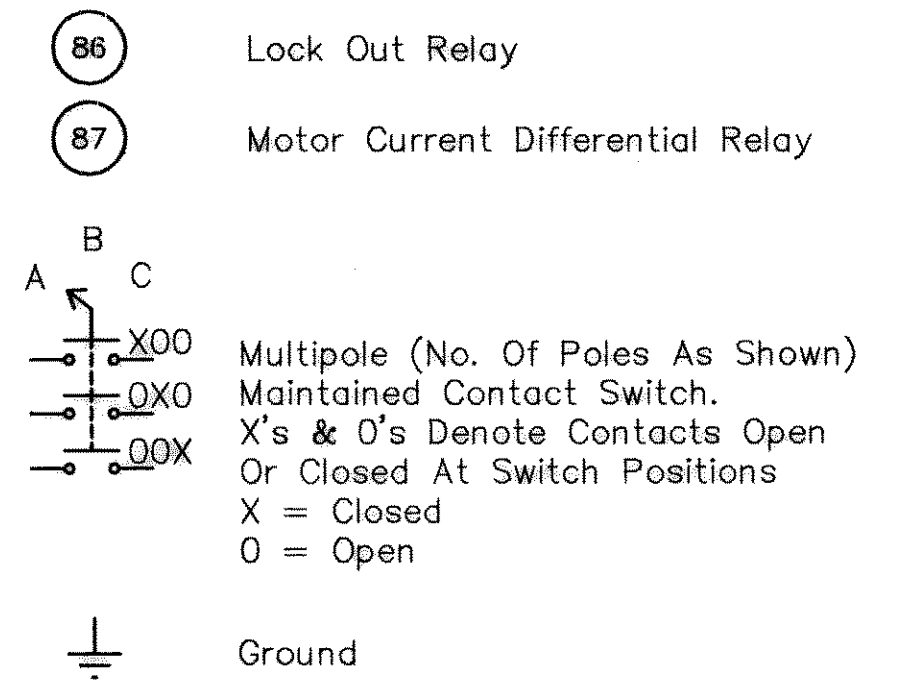 86 Lock Out Relay
87 Motor Current Differential Relay
B
A C
X00
0X0
00X
Multipole (No. Of Poles As Shown)
Maintained Contact Switch.
X's & 0's Denote Contacts Open
Or Closed At Switch Positions
X = Closed
0 = Open
Ground